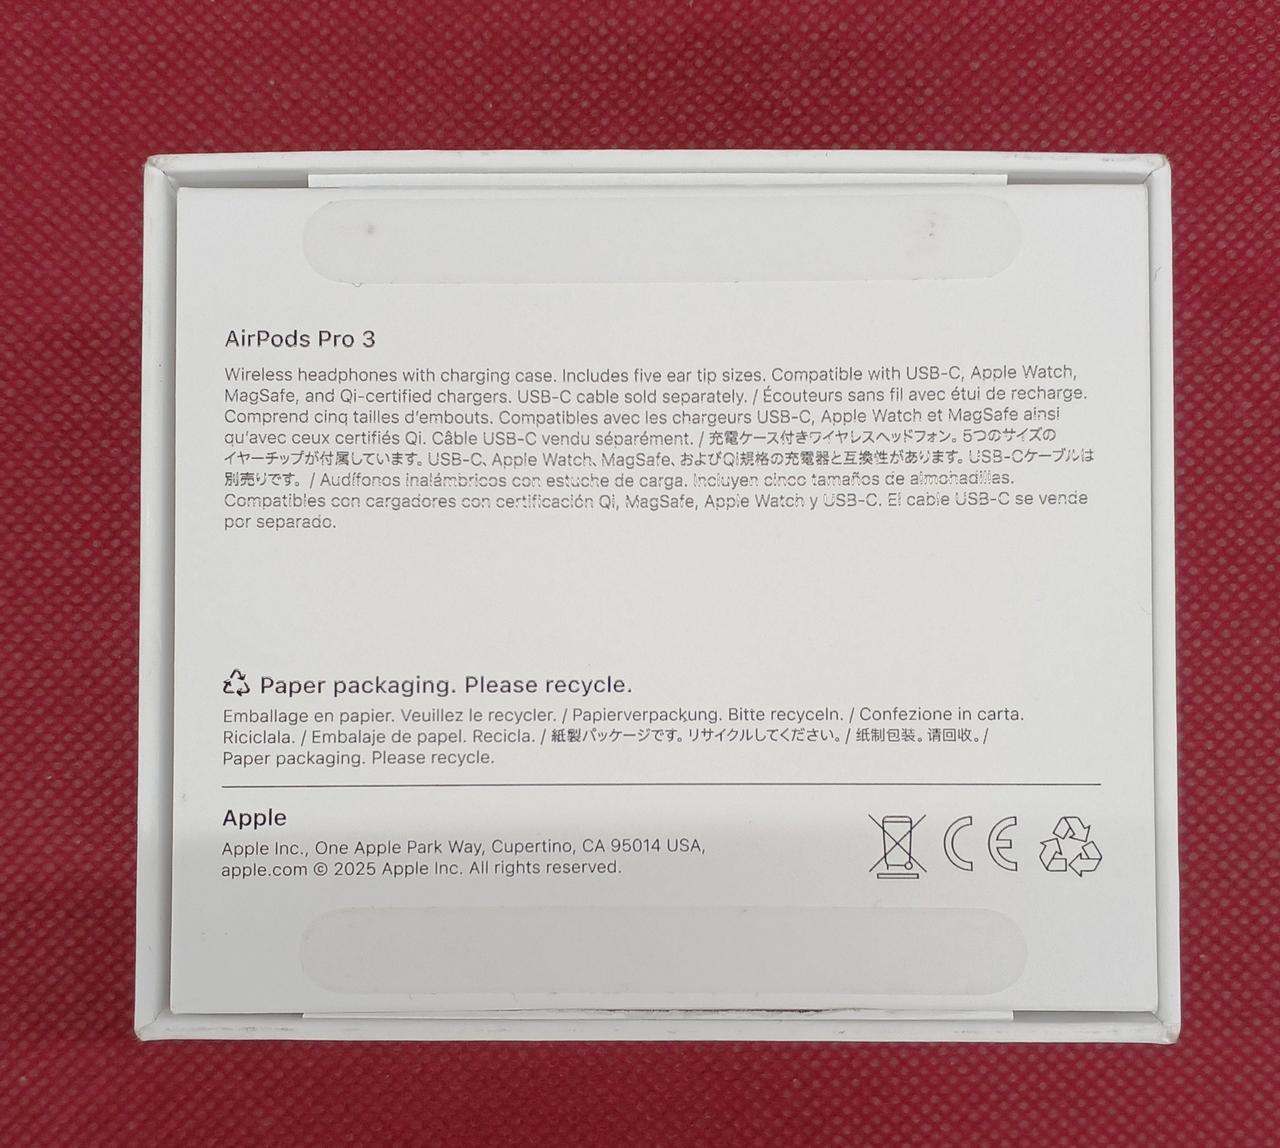 AirPods Pro 3
Wireless headphones with charging case. Includes five ear tip sizes. Compatible with USB-C, Apple Watch,
MagSafe, and Qi-certified chargers. USB-C cable sold separately. / Écouteurs sans fil avec étui de recharge.
Comprend cinq tailles d’embouts. Compatibles avec les chargeurs USB-C, Apple Watch et MagSafe ainsi
qu’avec ceux certifiés Qi. Câble USB-C vendu séparément. / 充電ケース付きワイヤレスヘッドフォン。5つのサイズの
イヤーチップが付属しています。USB-C、Apple Watch、MagSafe、およびQi規格の充電器と互換性があります。USB-Cケーブルは
別売りです。 / Audífonos inalámbricos con estuche de carga. Incluyen cinco tamaños de almohadillas.
Compatibles con cargadores con certificación Qi, MagSafe, Apple Watch y USB-C. El cable USB-C se vende
por separado.
Paper packaging. Please recycle.
Emballage en papier. Veuillez le recycler. / Papierverpackung. Bitte recyceln. / Confezione in carta.
Riciclala. / Embalaje de papel. Recicla. / 紙製パッケージです。リサイクルしてください。/ 纸制包装。请回收。/
Paper packaging. Please recycle.
Apple
Apple Inc., One Apple Park Way, Cupertino, CA 95014 USA,
apple.com © 2025 Apple Inc. All rights reserved.
CE